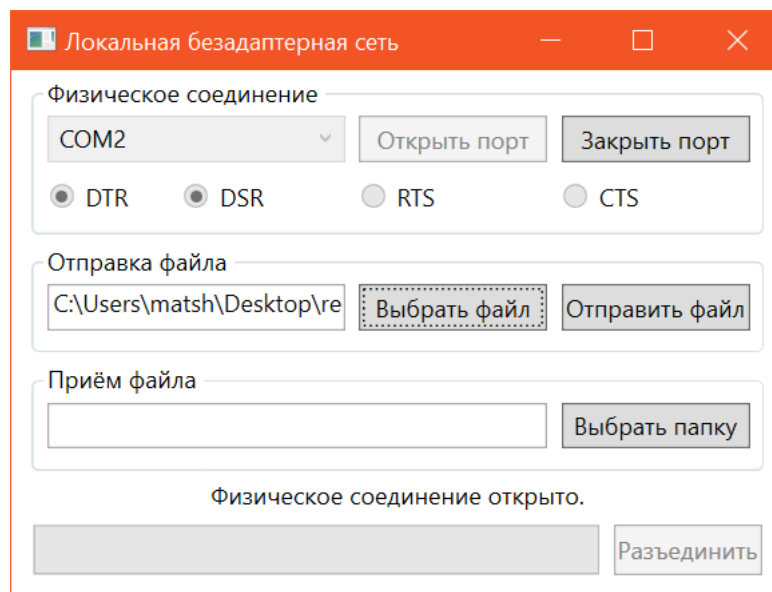 Локальная безадаптерная сеть
Физическое соединение
COM2 Открыть порт Закрыть порт
DTR DSR RTS CTS
Отправка файла
C:\Users\matsh\Desktop\re Выбрать файл Отправить файл
Приём файла
Выбрать папку
Физическое соединение открыто.
Разъединить